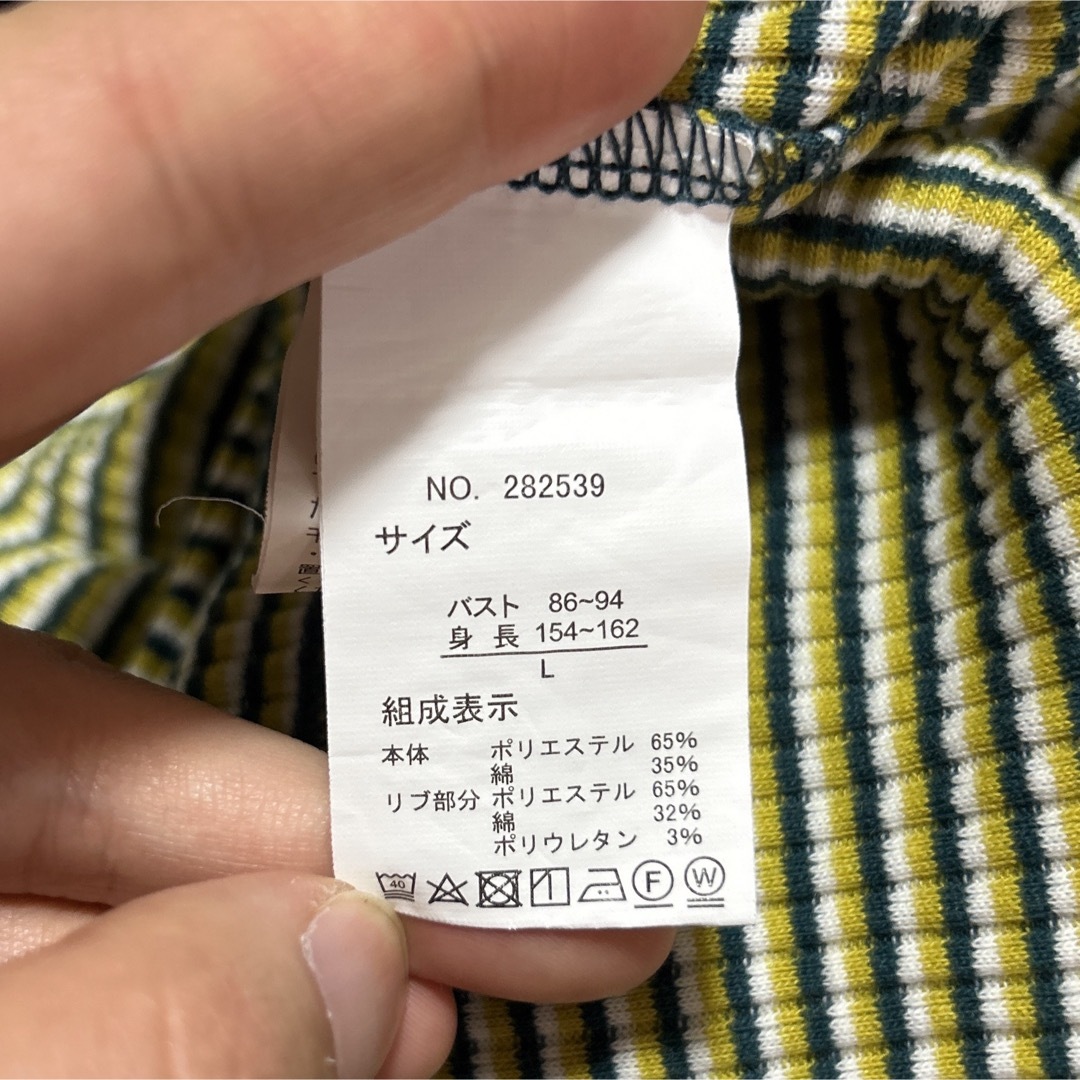 NO. 282539
サイズ
バスト 86~94
身長 154~162
L
組成表示
本体 ポリエステル 65%
綿 35%
リブ部分 ポリエステル 65%
綿 32%
ポリウレタン 3%
40 F W